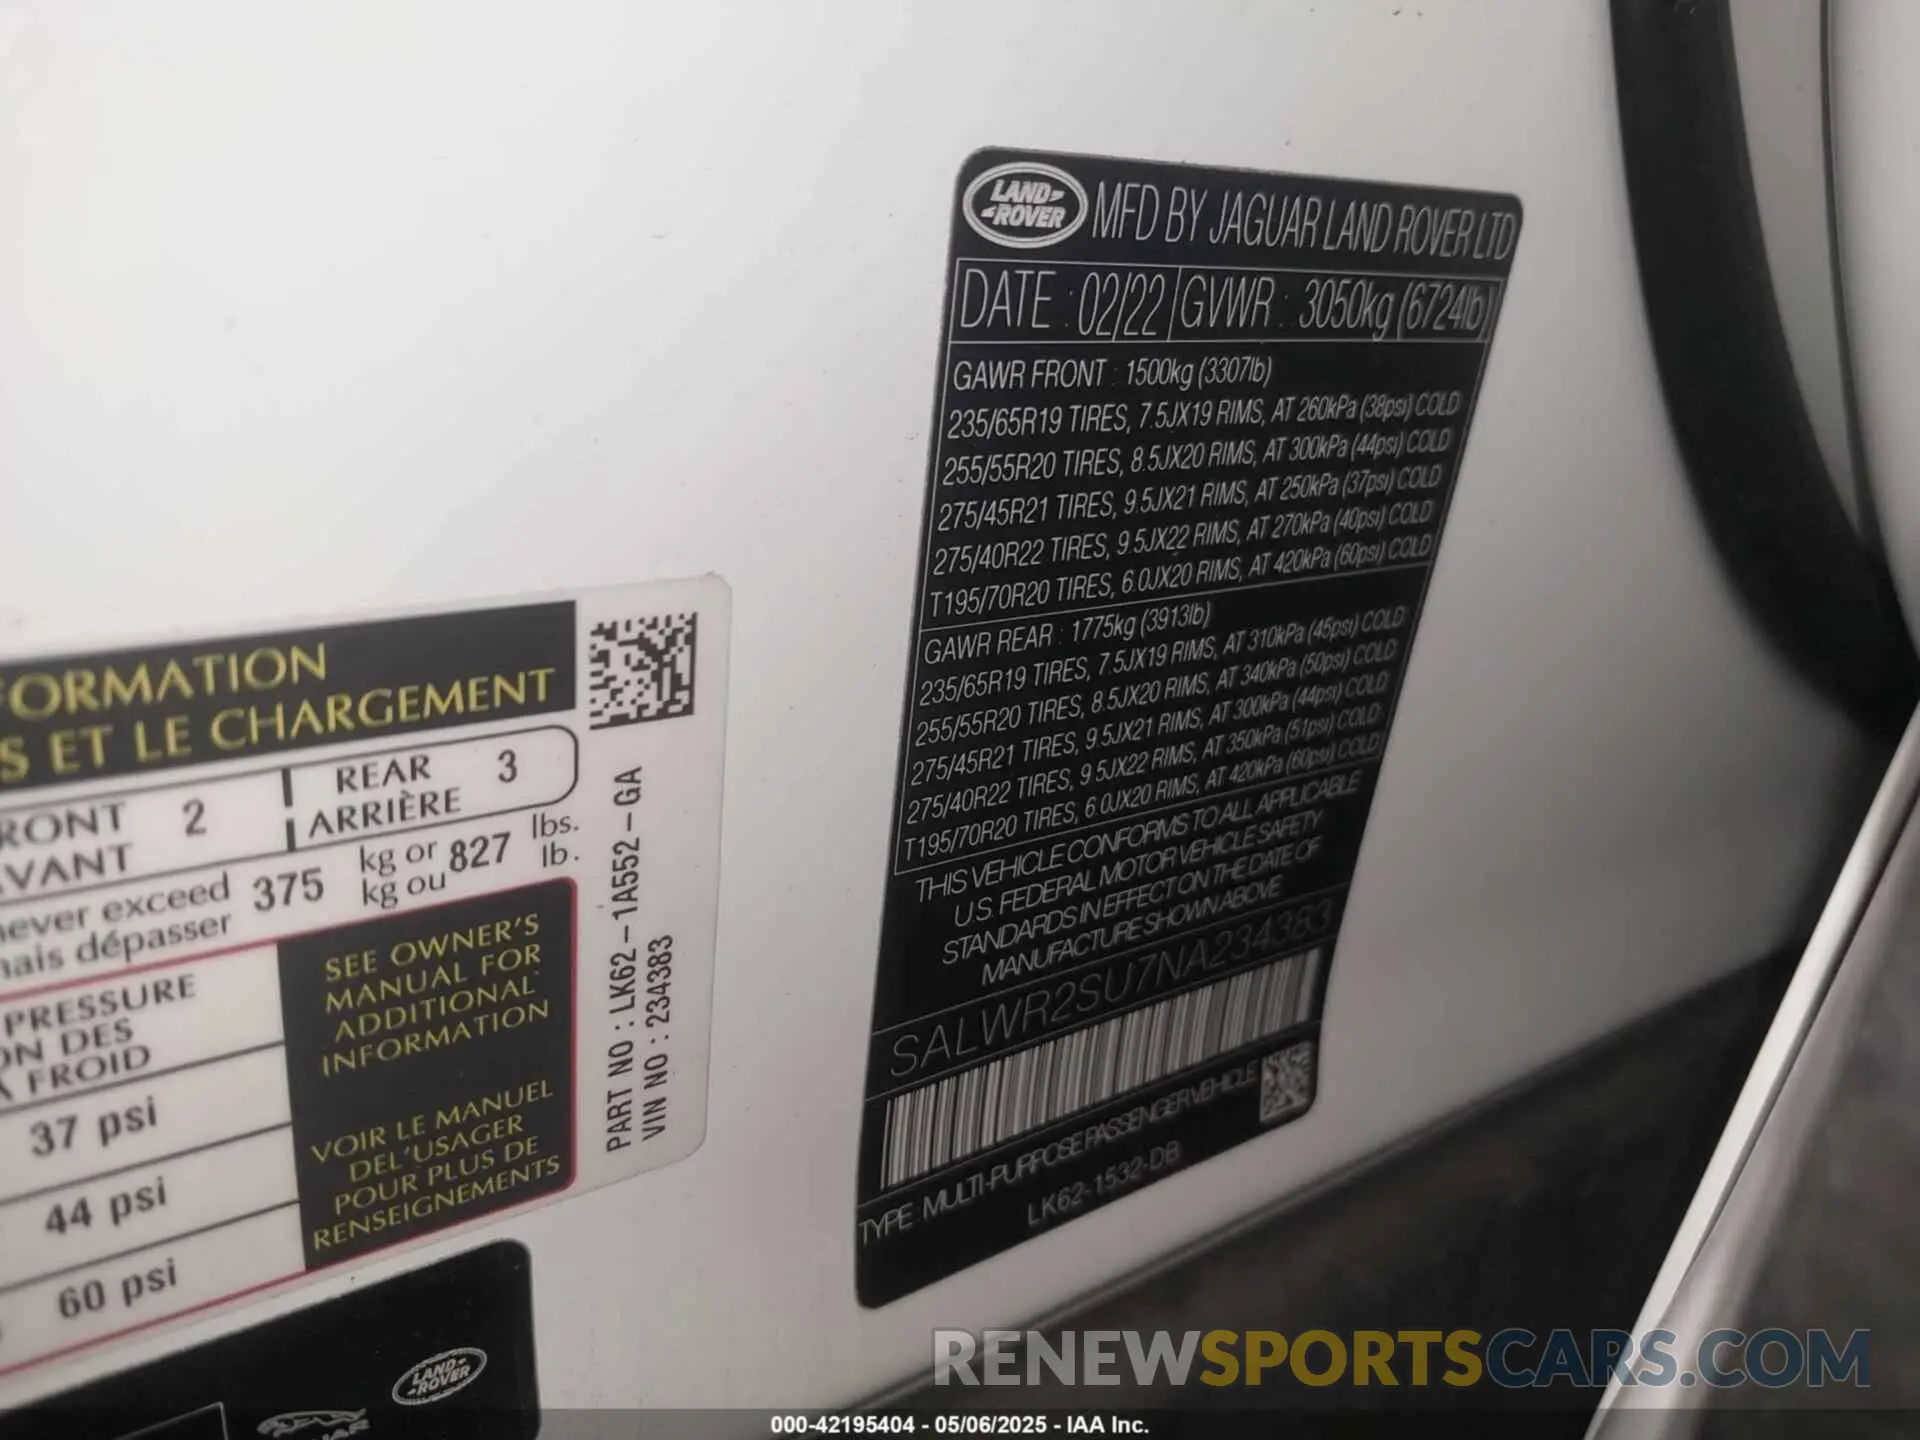 LAND ROVER
MFD BY JAGUAR LAND ROVER LTD
DATE : 02/22 GVWR : 3050kg (6724lb)
GAWR FRONT : 1500kg (3307lb)
235/65R19 TIRES, 7.5JX19 RIMS, AT 260kPa (38psi) COLD
255/55R20 TIRES, 8.5JX20 RIMS, AT 300kPa (44psi) COLD
275/45R21 TIRES, 9.5JX21 RIMS, AT 250kPa (37psi) COLD
275/40R22 TIRES, 9.5JX22 RIMS, AT 270kPa (40psi) COLD
T195/70R20 TIRES, 6.0JX20 RIMS, AT 420kPa (60psi) COLD
GAWR REAR : 1775kg (3913lb)
235/65R19 TIRES, 7.5JX19 RIMS, AT 310kPa (45psi) COLD
255/55R20 TIRES, 8.5JX20 RIMS, AT 340kPa (50psi) COLD
275/45R21 TIRES, 9.5JX21 RIMS, AT 300kPa (44psi) COLD
275/40R22 TIRES, 9.5JX22 RIMS, AT 350kPa (51psi) COLD
T195/70R20 TIRES, 6.0JX20 RIMS, AT 420kPa (60psi) COLD
THIS VEHICLE CONFORMS TO ALL APPLICABLE
U.S. FEDERAL MOTOR VEHICLE SAFETY
STANDARDS IN EFFECT ON THE DATE OF
MANUFACTURE SHOWN ABOVE
SALWR2SU7NA234383
TYPE MULTI-PURPOSE PASSENGER VEHICLE
LK62-1532-DB
FORMATION
S ET LE CHARGEMENT
RONT 2 REAR 3
VANT ARRIÈRE
never exceed 375 kg or 827 lbs.
mais dépasser kg ou lb.
PRESSURE
ON DES
A FROID
37 psi
44 psi
60 psi
SEE OWNER'S
MANUAL FOR
ADDITIONAL
INFORMATION
VOIR LE MANUEL
DEL'USAGER
POUR PLUS DE
RENSEIGNEMENTS
PART NO : LK62-1A552-GA
VIN NO : 234383
LAND ROVER
RENEWSPORTSCARS.COM
000-42195404 - 05/06/2025 - IAA Inc.